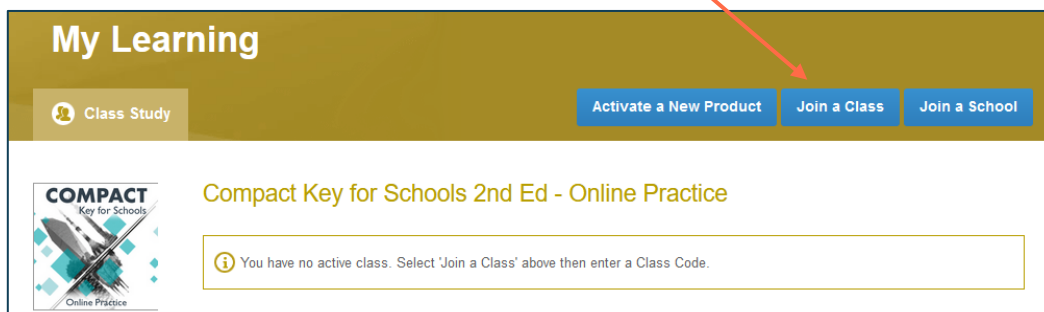 My Learning
Class Study
Activate a New Product
Join a Class
Join a School
COMPACT
Key for Schools
Online Practice
Compact Key for Schools 2nd Ed - Online Practice
You have no active class. Select 'Join a Class' above then enter a Class Code.